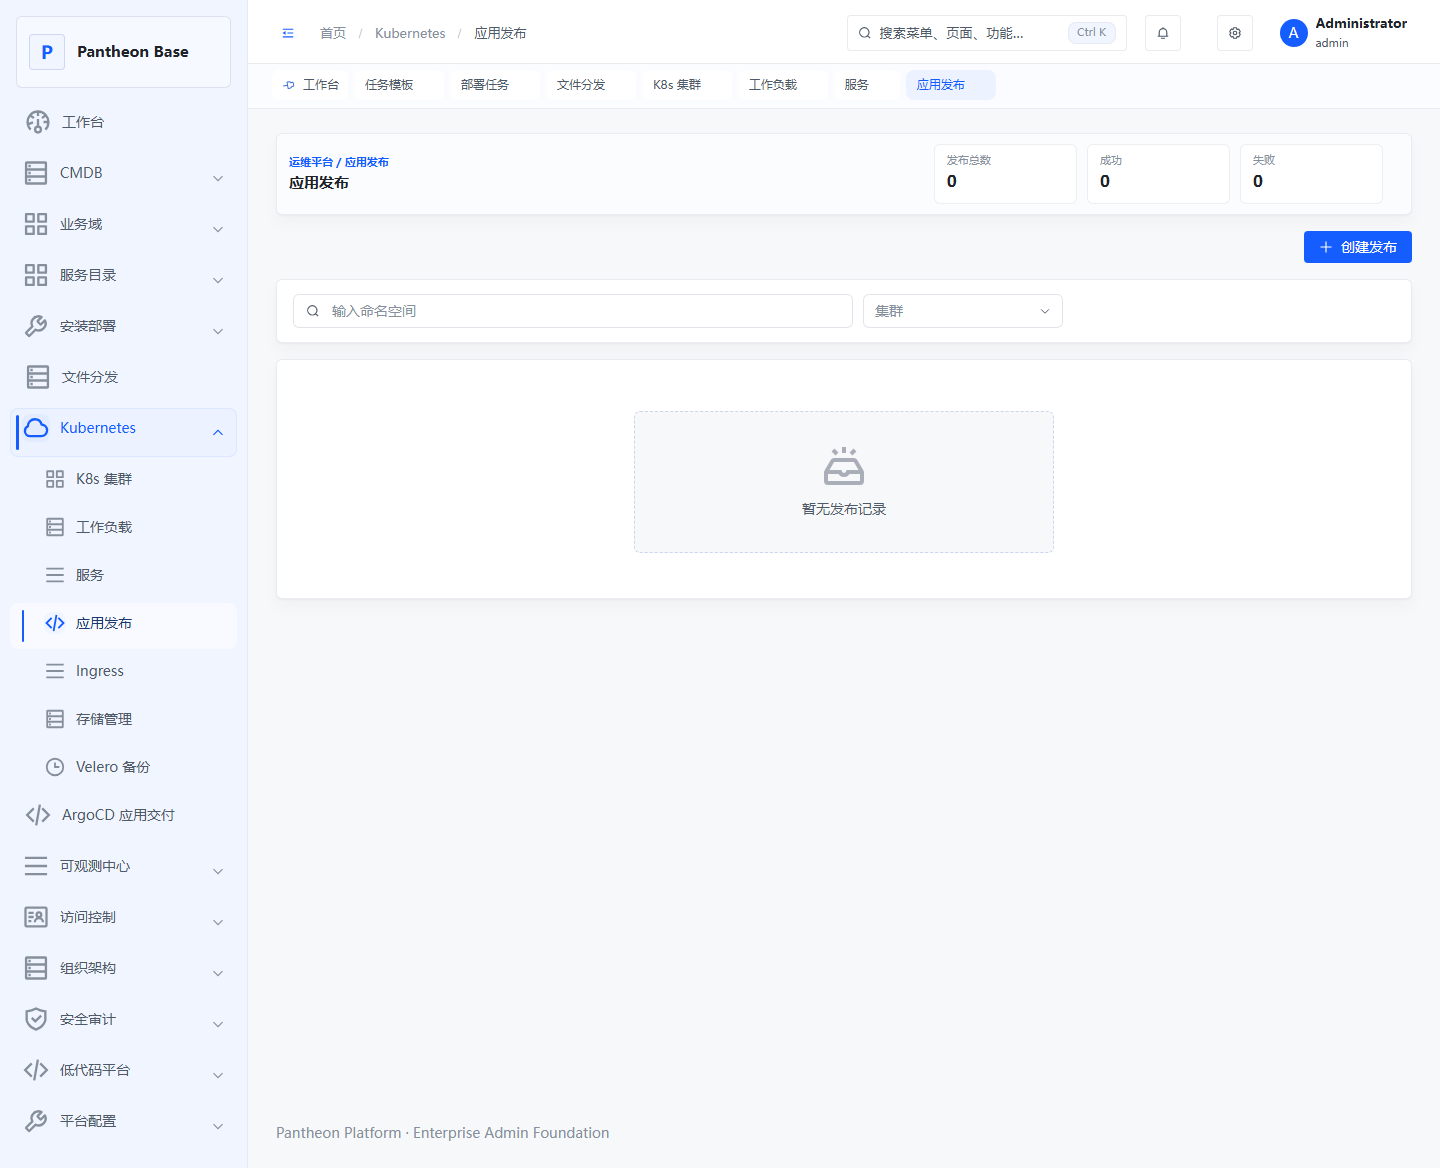 P Pantheon Base
工作台
CMDB
业务域
服务目录
安装部署
文件分发
Kubernetes
K8s 集群
工作负载
服务
应用发布
Ingress
存储管理
Velero 备份
ArgoCD 应用交付
可观测中心
访问控制
组织架构
安全审计
低代码平台
平台配置
首页 / Kubernetes / 应用发布
搜索菜单、页面、功能... Ctrl K
A Administrator
admin
工作台 任务模板 部署任务 文件分发 K8s 集群 工作负载 服务 应用发布
运维平台 / 应用发布
应用发布
发布总数
0
成功
0
失败
0
创建发布
输入命名空间
集群
暂无发布记录
Pantheon Platform · Enterprise Admin Foundation